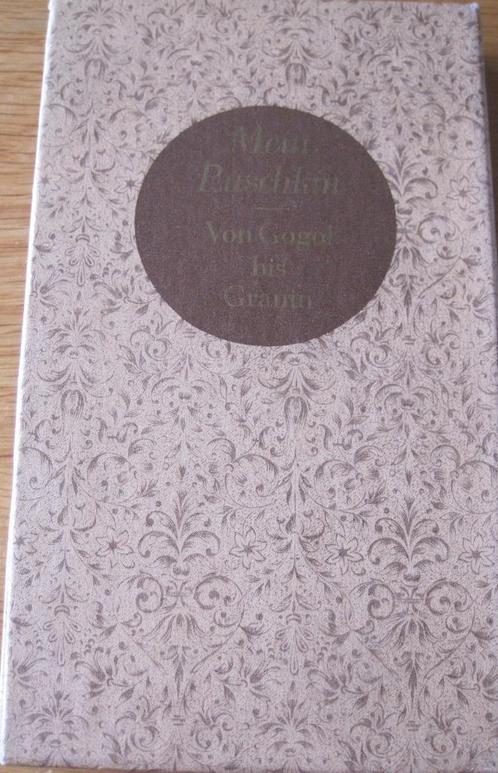 Mein
Puschkin
Von Gogol
bis
Granin